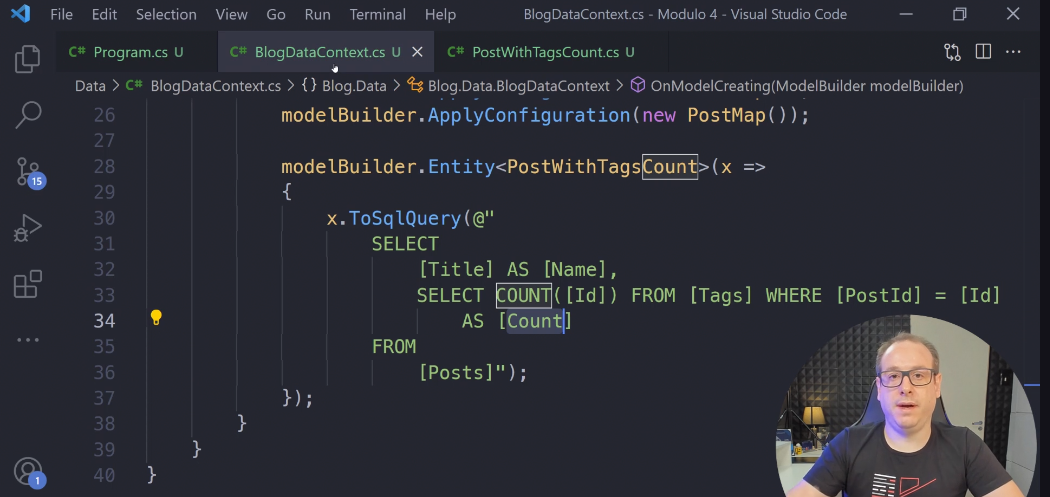 File Edit Selection View Go Run Terminal Help BlogDataContext.cs - Modulo 4 - Visual Studio Code
C# Program.cs U C# BlogDataContext.cs U C# PostWithTagsCount.cs U
Data > C# BlogDataContext.cs > {} Blog.Data > Blog.Data.BlogDataContext > OnModelCreating(ModelBuilder modelBuilder)
26 modelBuilder.ApplyConfiguration(new PostMap());
27
28 modelBuilder.Entity<PostWithTagsCount>(x =>
29 {
30 x.ToSqlQuery(@"
31 SELECT
32 [Title] AS [Name],
33 SELECT COUNT([Id]) FROM [Tags] WHERE [PostId] = [Id]
34 AS [Count]
35 FROM
36 [Posts]");
37 });
38 }
39 }
40 }
15
1